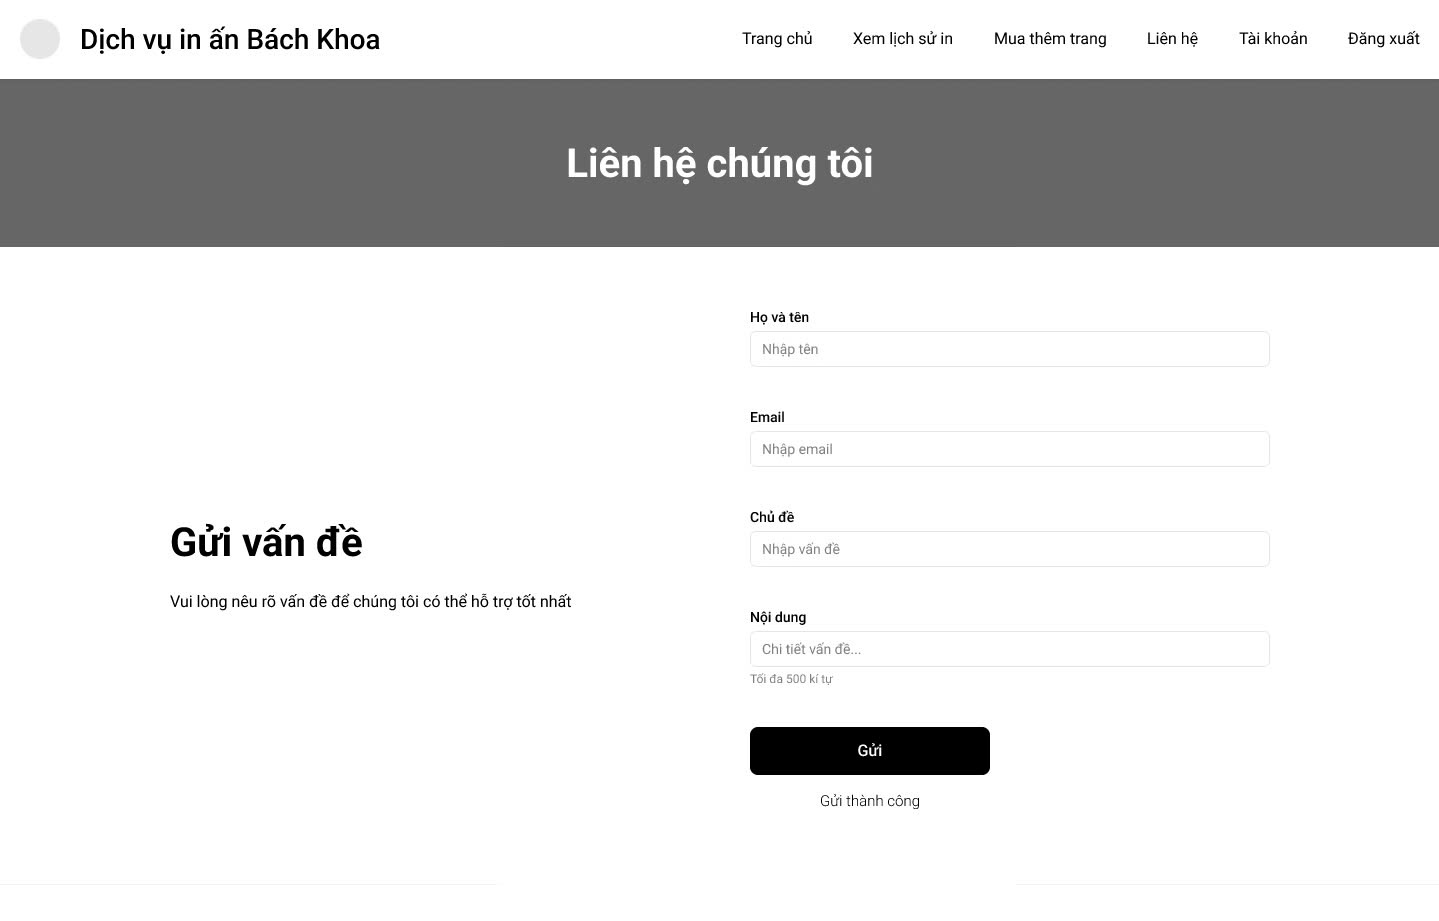 Dịch vụ in ấn Bách Khoa
Trang chủ
Xem lịch sử in
Mua thêm trang
Liên hệ
Tài khoản
Đăng xuất
Liên hệ chúng tôi
Gửi vấn đề
Vui lòng nêu rõ vấn đề để chúng tôi có thể hỗ trợ tốt nhất
Họ và tên
Nhập tên
Email
Nhập email
Chủ đề
Nhập vấn đề
Nội dung
Chi tiết vấn đề...
Tối đa 500 kí tự
Gửi
Gửi thành công